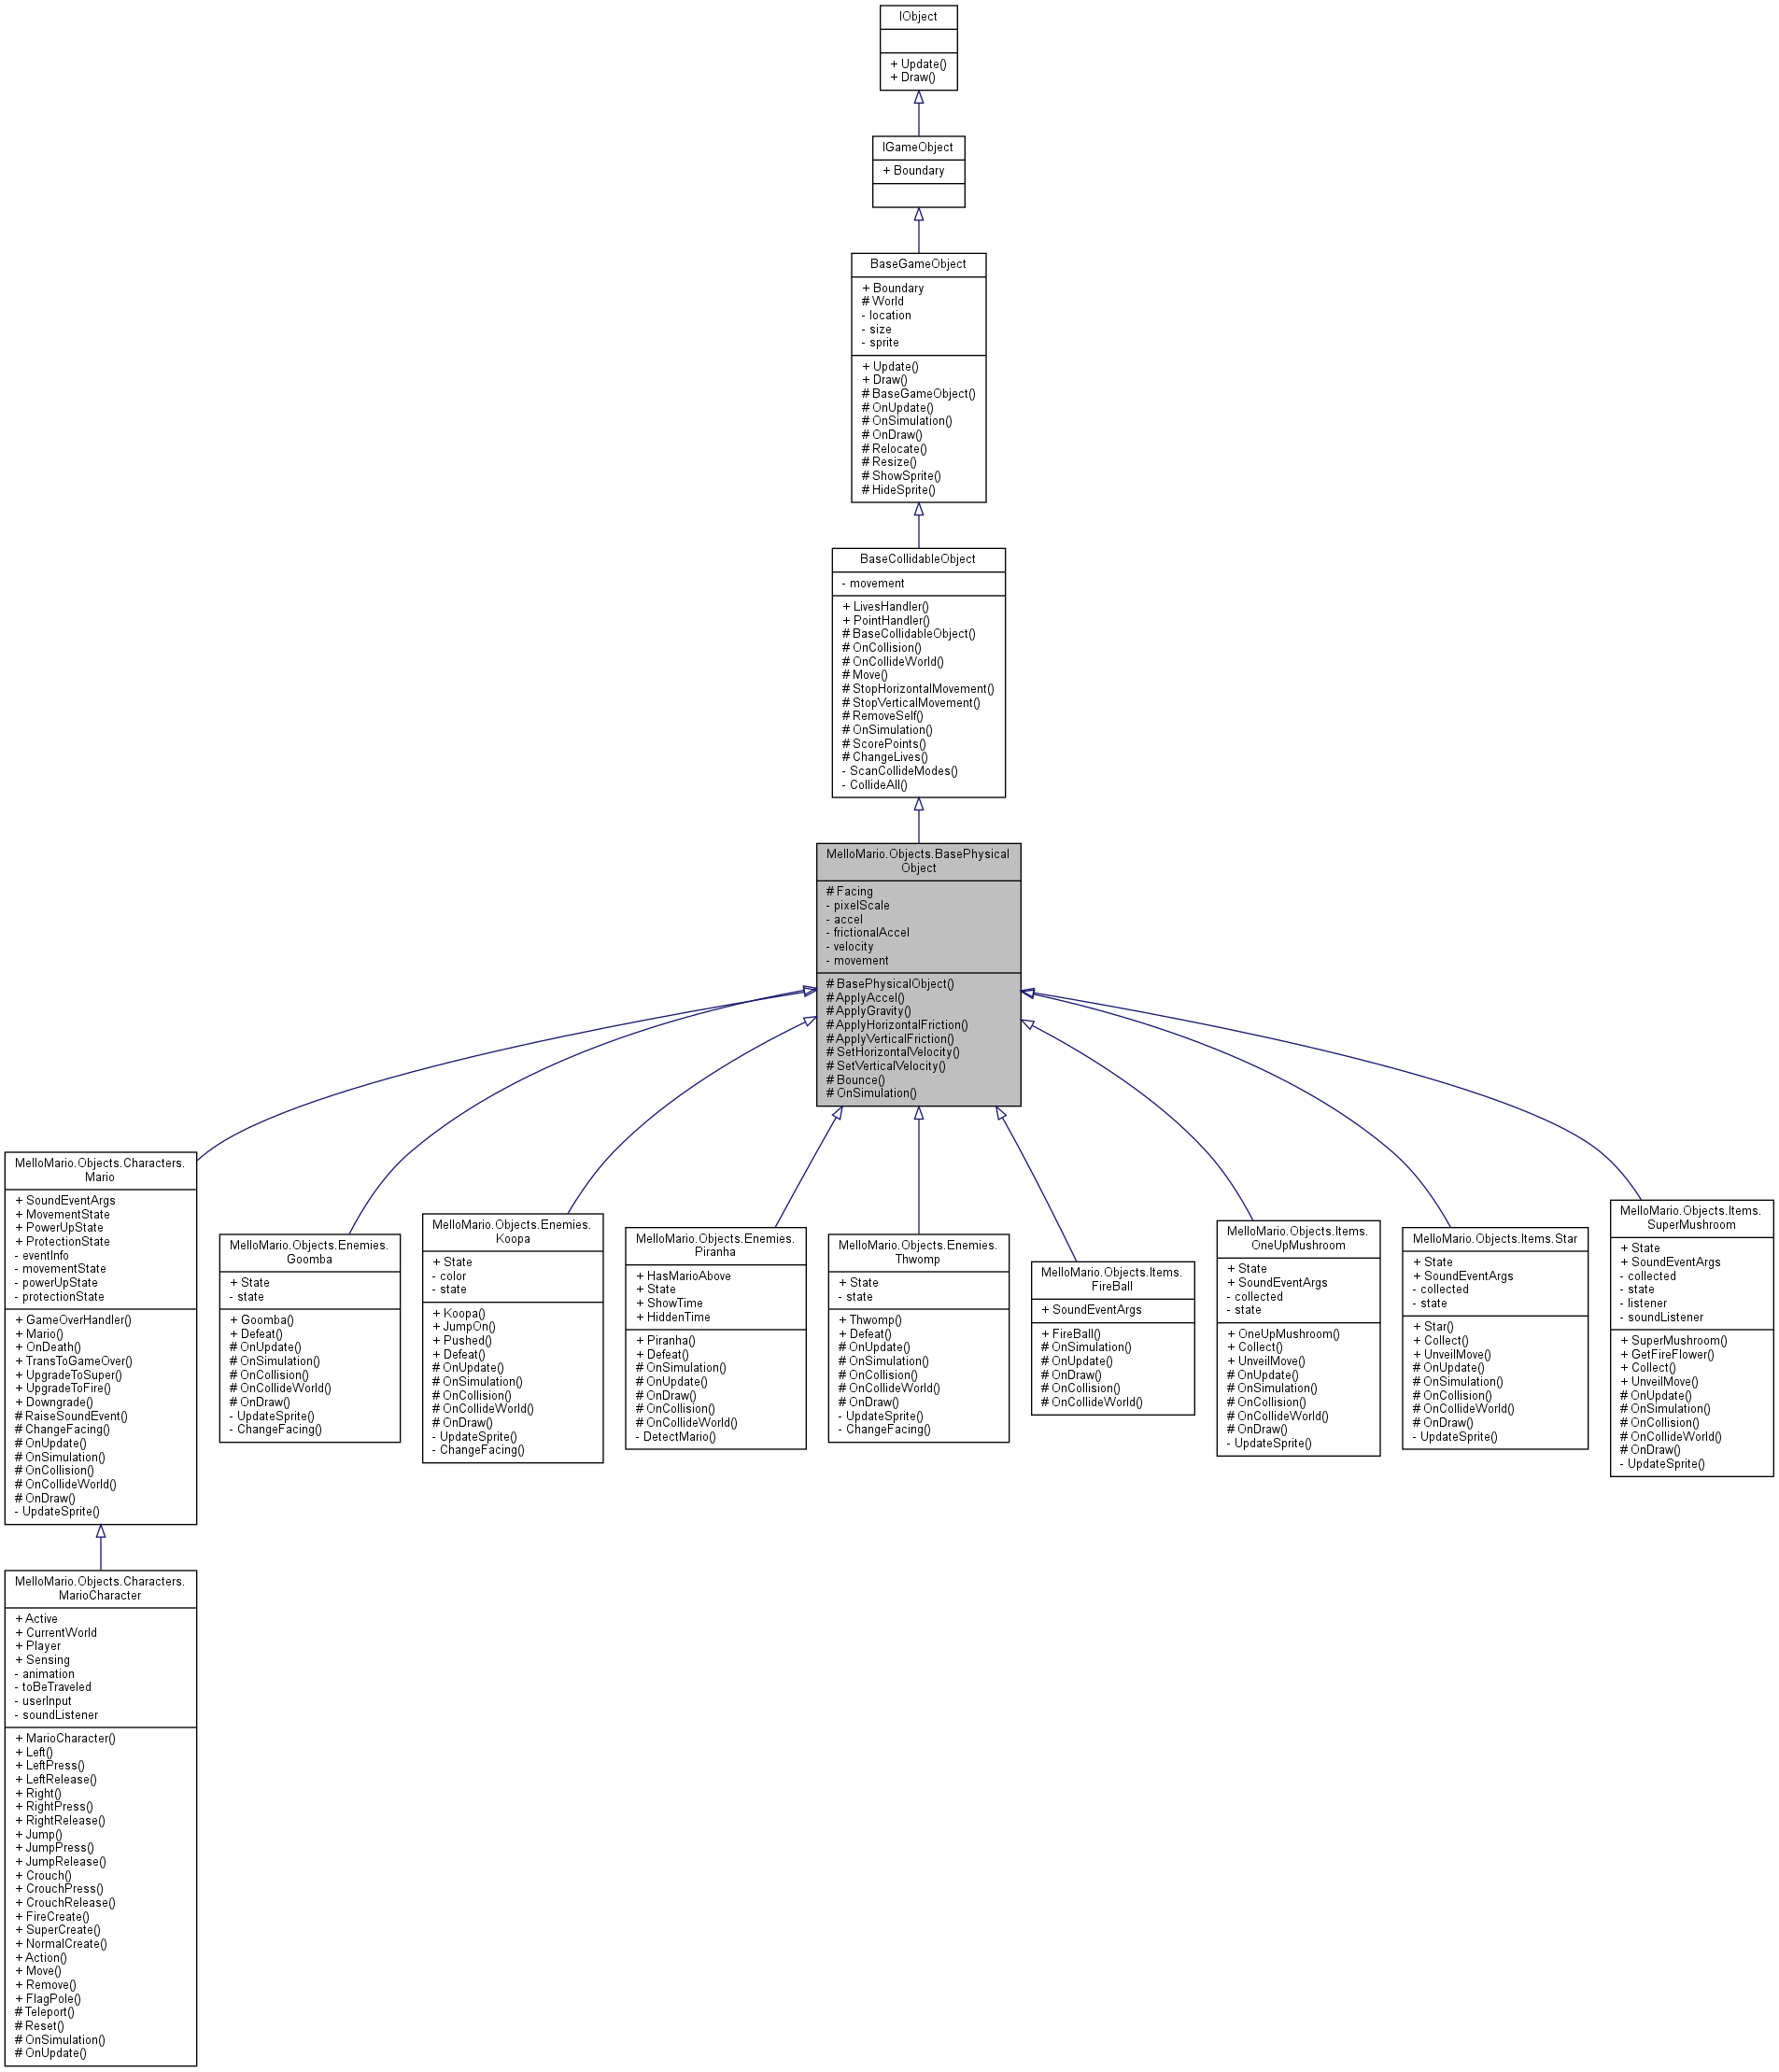 IObject
+ Update()
+ Draw()
IGameObject
+ Boundary
BaseGameObject
+ Boundary
# World
- location
- size
- sprite
+ Update()
+ Draw()
# BaseGameObject()
# OnUpdate()
# OnSimulation()
# OnDraw()
# Relocate()
# Resize()
# ShowSprite()
# HideSprite()
BaseCollidableObject
- movement
+ LivesHandler()
+ PointHandler()
# BaseCollidableObject()
# OnCollision()
# OnCollideWorld()
# Move()
# StopHorizontalMovement()
# StopVerticalMovement()
# RemoveSelf()
# OnSimulation()
# ScorePoints()
# ChangeLives()
- ScanCollideModes()
- CollideAll()
MelloMario.Objects.BasePhysical
Object
# Facing
- pixelScale
- accel
- frictionalAccel
- velocity
- movement
# BasePhysicalObject()
# ApplyAccel()
# ApplyGravity()
# ApplyHorizontalFriction()
# ApplyVerticalFriction()
# SetHorizontalVelocity()
# SetVerticalVelocity()
# Bounce()
# OnSimulation()
MelloMario.Objects.Characters.
Mario
+ SoundEventArgs
+ MovementState
+ PowerUpState
+ ProtectionState
- eventInfo
- movementState
- powerUpState
- protectionState
+ GameOverHandler()
+ Mario()
+ OnDeath()
+ TransToGameOver()
+ UpgradeToSuper()
+ UpgradeToFire()
+ Downgrade()
# RaiseSoundEvent()
# ChangeFacing()
# OnUpdate()
# OnSimulation()
# OnCollision()
# OnCollideWorld()
# OnDraw()
- UpdateSprite()
MelloMario.Objects.Enemies.
Goomba
+ State
- state
+ Goomba()
+ Defeat()
# OnUpdate()
# OnSimulation()
# OnCollision()
# OnCollideWorld()
# OnDraw()
- UpdateSprite()
- ChangeFacing()
MelloMario.Objects.Enemies.
Koopa
+ State
- color
- state
+ Koopa()
+ JumpOn()
+ Pushed()
+ Defeat()
# OnUpdate()
# OnSimulation()
# OnCollision()
# OnCollideWorld()
# OnDraw()
- UpdateSprite()
- ChangeFacing()
MelloMario.Objects.Enemies.
Piranha
+ HasMarioAbove
+ State
+ ShowTime
+ HiddenTime
+ Piranha()
+ Defeat()
# OnSimulation()
# OnUpdate()
# OnDraw()
# OnCollision()
# OnCollideWorld()
- DetectMario()
MelloMario.Objects.Enemies.
Thwomp
+ State
- state
+ Thwomp()
+ Defeat()
# OnUpdate()
# OnSimulation()
# OnCollision()
# OnCollideWorld()
# OnDraw()
- UpdateSprite()
- ChangeFacing()
MelloMario.Objects.Items.
FireBall
+ SoundEventArgs
+ FireBall()
# OnSimulation()
# OnUpdate()
# OnDraw()
# OnCollision()
# OnCollideWorld()
MelloMario.Objects.Items.
OneUpMushroom
+ State
+ SoundEventArgs
- collected
- state
+ OneUpMushroom()
+ Collect()
+ UnveilMove()
# OnUpdate()
# OnSimulation()
# OnCollision()
# OnCollideWorld()
# OnDraw()
- UpdateSprite()
MelloMario.Objects.Items.Star
+ State
+ SoundEventArgs
- collected
- state
+ Star()
+ Collect()
+ UnveilMove()
# OnUpdate()
# OnSimulation()
# OnCollision()
# OnCollideWorld()
# OnDraw()
- UpdateSprite()
MelloMario.Objects.Items.
SuperMushroom
+ State
+ SoundEventArgs
- collected
- state
- listener
- soundListener
+ SuperMushroom()
+ GetFireFlower()
+ Collect()
+ UnveilMove()
# OnUpdate()
# OnSimulation()
# OnCollision()
# OnCollideWorld()
# OnDraw()
- UpdateSprite()
MelloMario.Objects.Characters.
MarioCharacter
+ Active
+ CurrentWorld
+ Player
+ Sensing
- animation
- toBeTraveled
- userInput
- soundListener
+ MarioCharacter()
+ Left()
+ LeftPress()
+ LeftRelease()
+ Right()
+ RightPress()
+ RightRelease()
+ Jump()
+ JumpPress()
+ JumpRelease()
+ Crouch()
+ CrouchPress()
+ CrouchRelease()
+ FireCreate()
+ SuperCreate()
+ NormalCreate()
+ Action()
+ Move()
+ Remove()
+ FlagPole()
# Teleport()
# Reset()
# OnSimulation()
# OnUpdate()